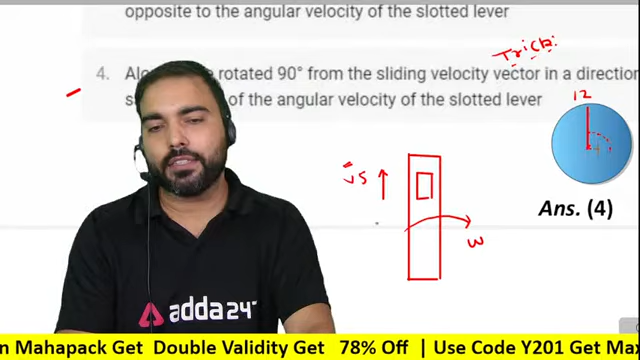 opposite to the angular velocity of the slotted lever
Trick:
4. rotated 90° from the sliding velocity vector in a direction
of the angular velocity of the slotted lever
12
vs
w
Ans. (4)
adda247
n Mahapack Get Double Validity Get 78% Off | Use Code Y201 Get Ma